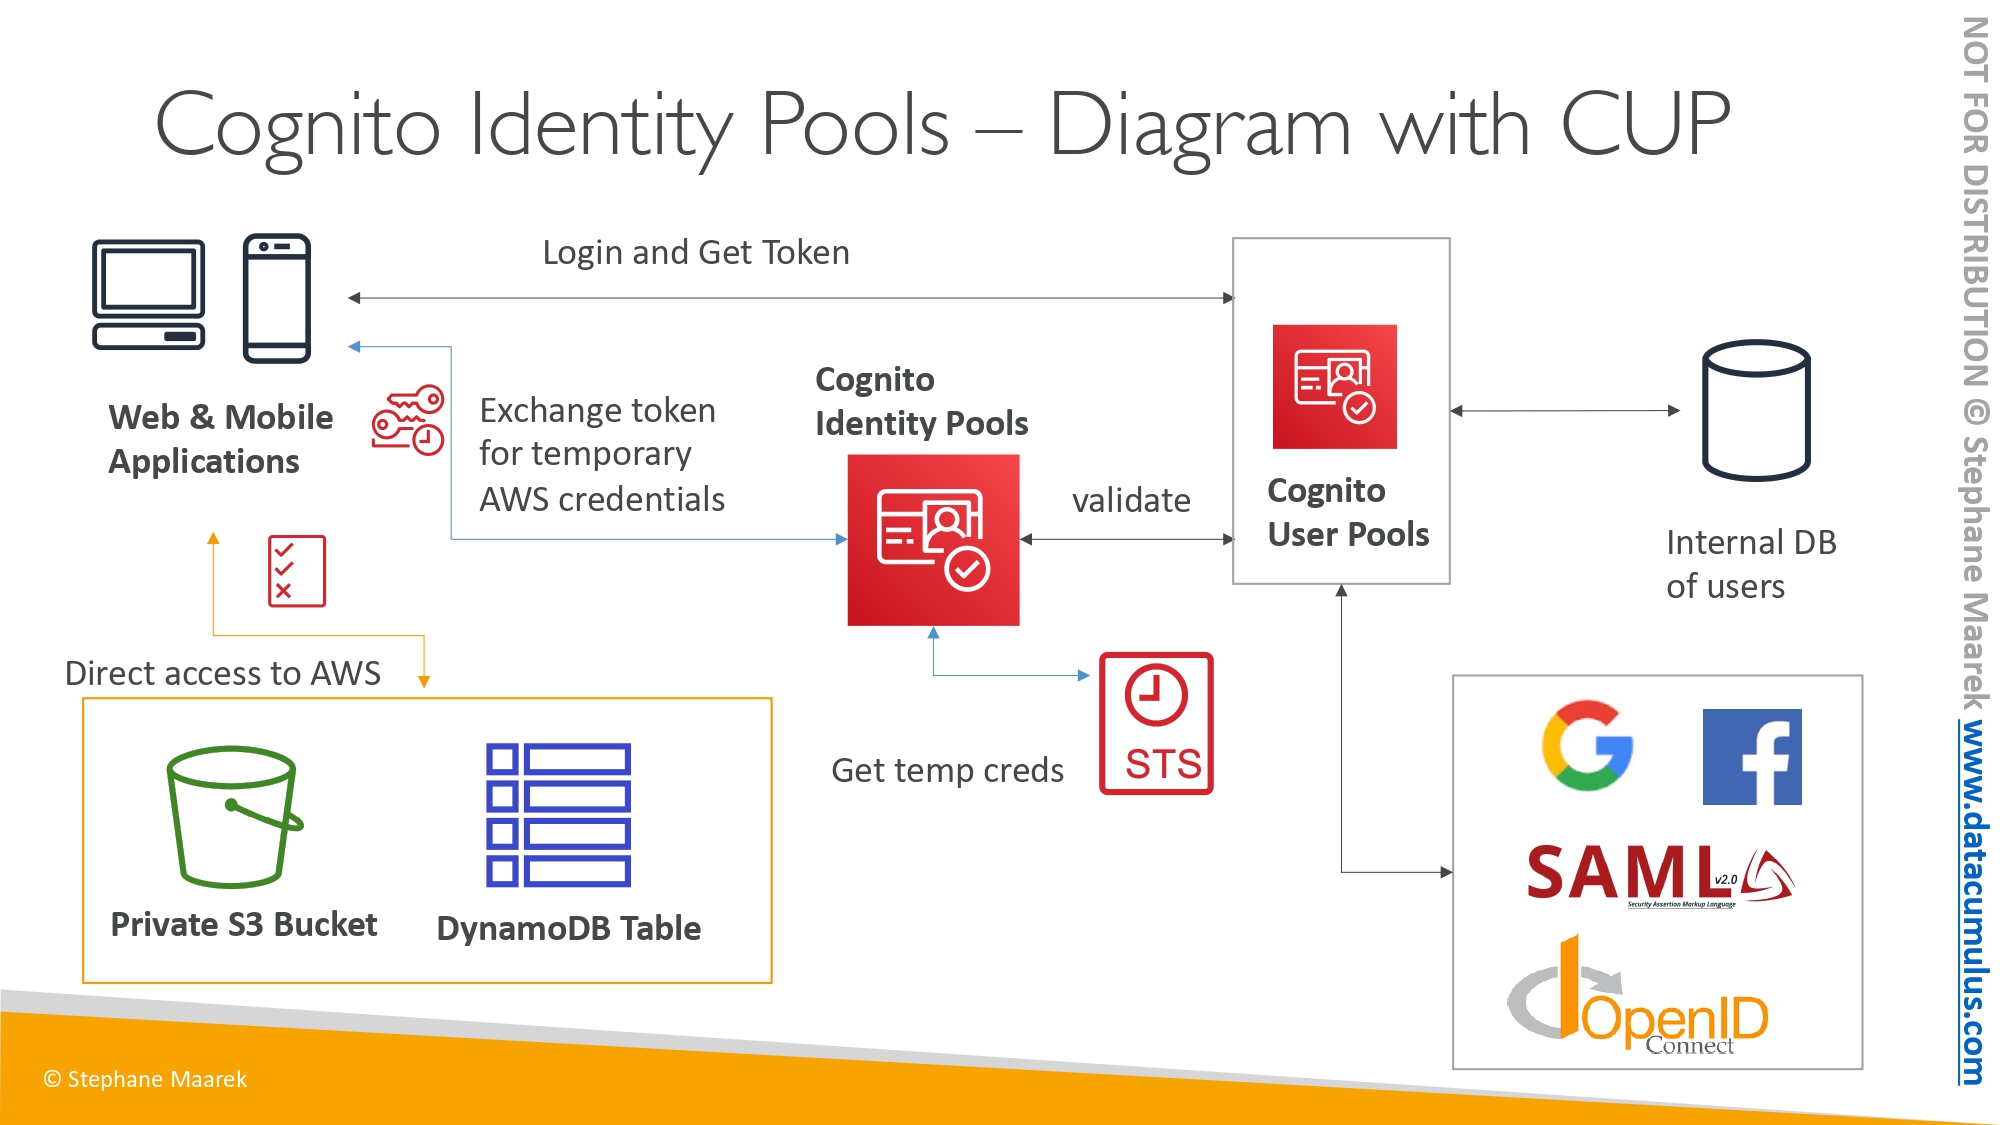 Cognito Identity Pools – Diagram with CUP
Login and Get Token
Web & Mobile
Applications
Exchange token
for temporary
AWS credentials
Cognito
Identity Pools
validate
Cognito
User Pools
Internal DB
of users
Direct access to AWS
Private S3 Bucket
DynamoDB Table
Get temp creds
STS
SAML v2.0
Security Assertion Markup Language
OpenID
Connect
© Stephane Maarek
NOT FOR DISTRIBUTION © Stephane Maarek www.datacumulus.com